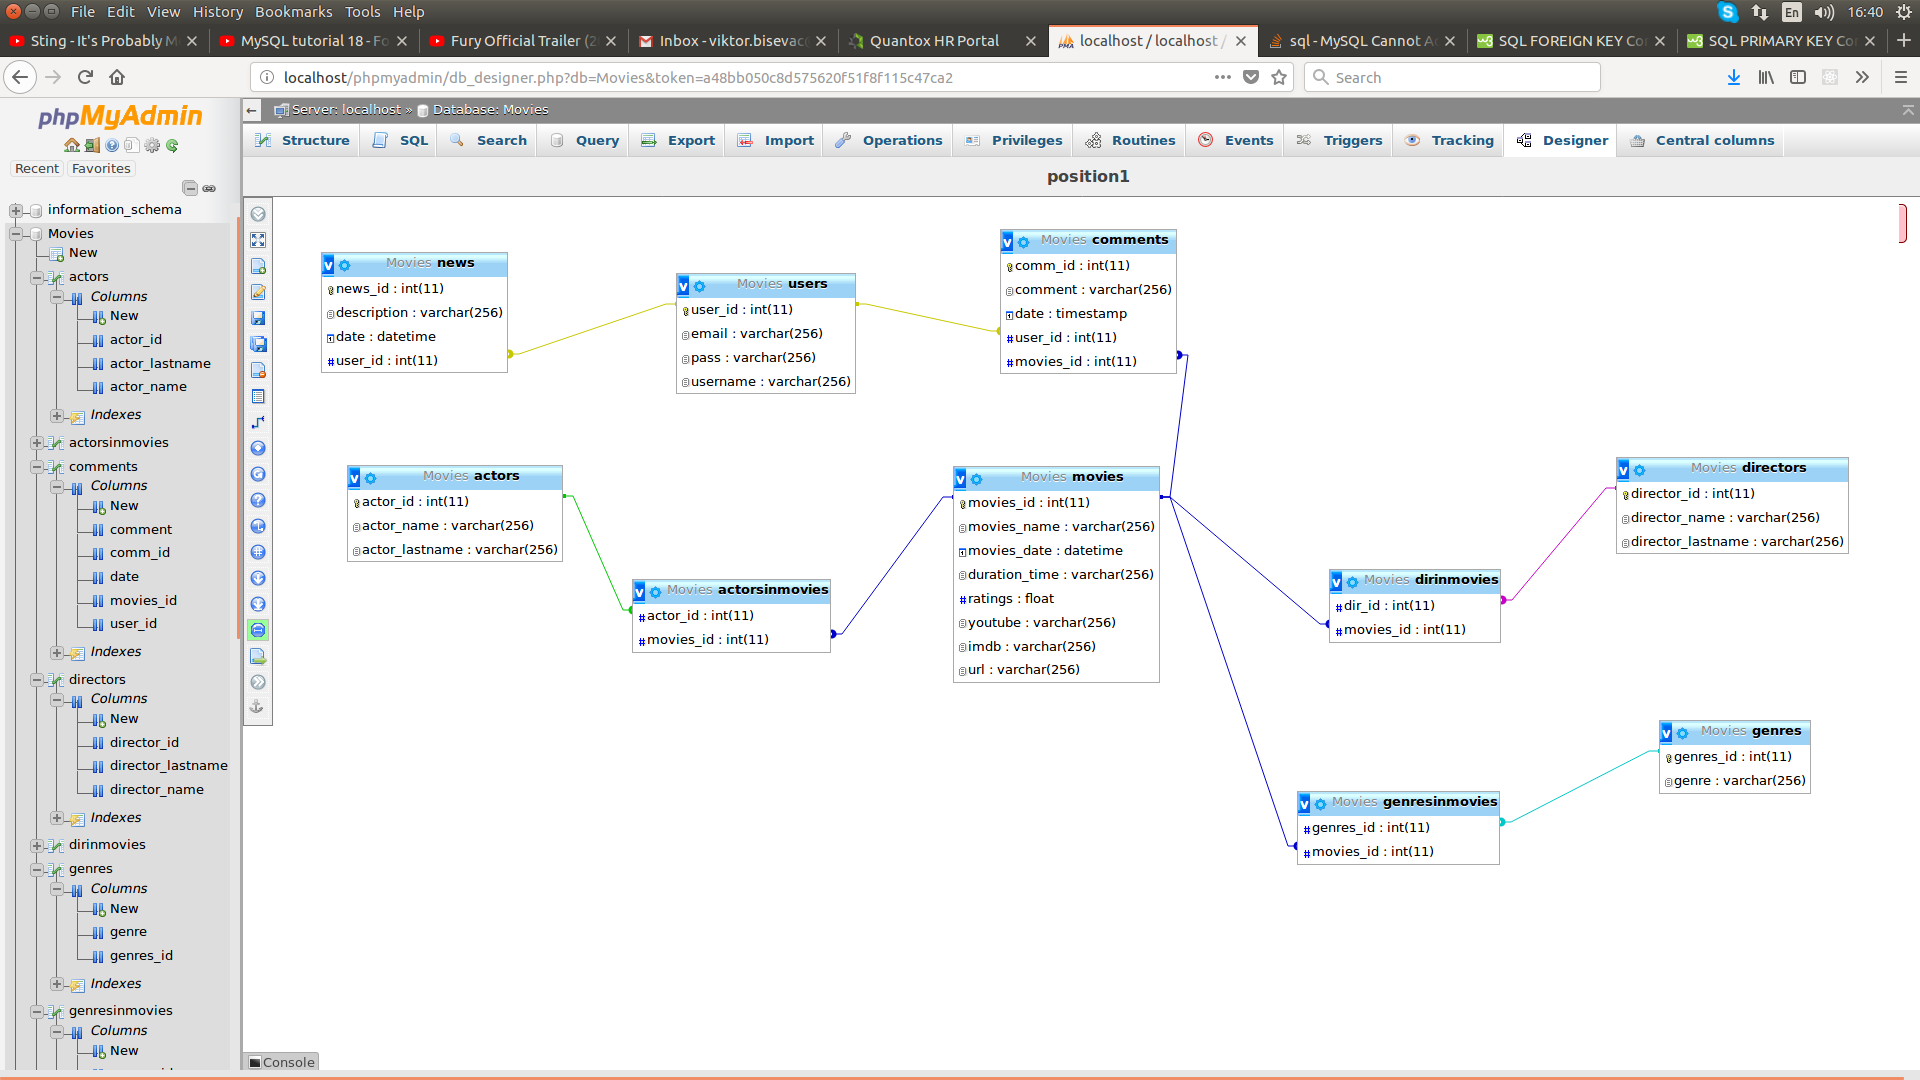 File Edit View History Bookmarks Tools Help
En 16:40
Sting - It's Probably M
MySQL tutorial 18 - Fo
Fury Official Trailer (2
Inbox - viktor.bisevac
Quantox HR Portal
localhost / localhost /
sql - MySQL Cannot A
SQL FOREIGN KEY Co
SQL PRIMARY KEY Co
localhost/phpmyadmin/db_designer.php?db=Movies&token=a48bb050c8d575620f51f8f115c47ca2
Search
phpMyAdmin
Recent Favorites
information_schema
Movies
New
actors
Columns
New
actor_id
actor_lastname
actor_name
Indexes
actorsinmovies
comments
Columns
New
comment
comm_id
date
movies_id
user_id
Indexes
directors
Columns
New
director_id
director_lastname
director_name
Indexes
dirinmovies
genres
Columns
New
genre
genres_id
Indexes
genresinmovies
Columns
New
Server: localhost » Database: Movies
Structure SQL Search Query Export Import Operations Privileges Routines Events Triggers Tracking Designer Central columns
position1
Movies news
news_id : int(11)
description : varchar(256)
date : datetime
user_id : int(11)
Movies users
user_id : int(11)
email : varchar(256)
pass : varchar(256)
username : varchar(256)
Movies comments
comm_id : int(11)
comment : varchar(256)
date : timestamp
user_id : int(11)
movies_id : int(11)
Movies actors
actor_id : int(11)
actor_name : varchar(256)
actor_lastname : varchar(256)
Movies actorsinmovies
actor_id : int(11)
movies_id : int(11)
Movies movies
movies_id : int(11)
movies_name : varchar(256)
movies_date : datetime
duration_time : varchar(256)
ratings : float
youtube : varchar(256)
imdb : varchar(256)
url : varchar(256)
Movies directors
director_id : int(11)
director_name : varchar(256)
director_lastname : varchar(256)
Movies dirinmovies
dir_id : int(11)
movies_id : int(11)
Movies genres
genres_id : int(11)
genre : varchar(256)
Movies genresinmovies
genres_id : int(11)
movies_id : int(11)
Console